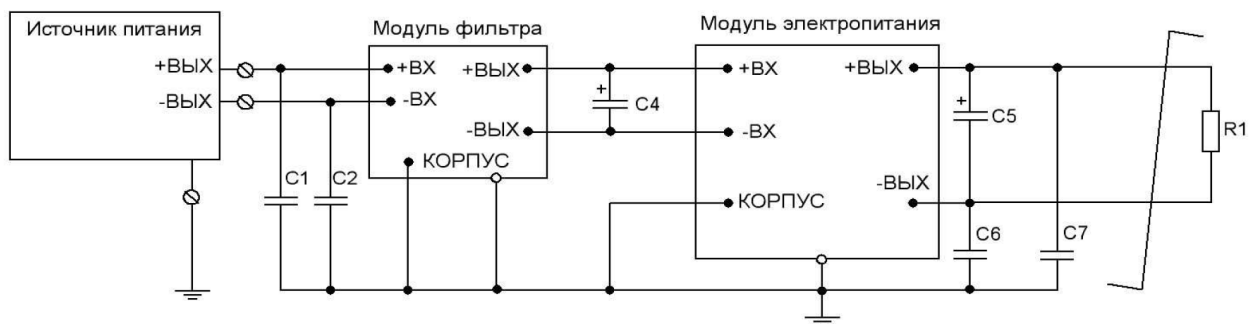 Источник питания
+ВЫХ
-ВЫХ
Модуль фильтра
+ВХ
+ВЫХ
-ВХ
-ВЫХ
КОРПУС
C1
C2
+
C4
Модуль электропитания
+ВХ
+ВЫХ
-ВХ
-ВЫХ
КОРПУС
+
C5
C6
C7
R1